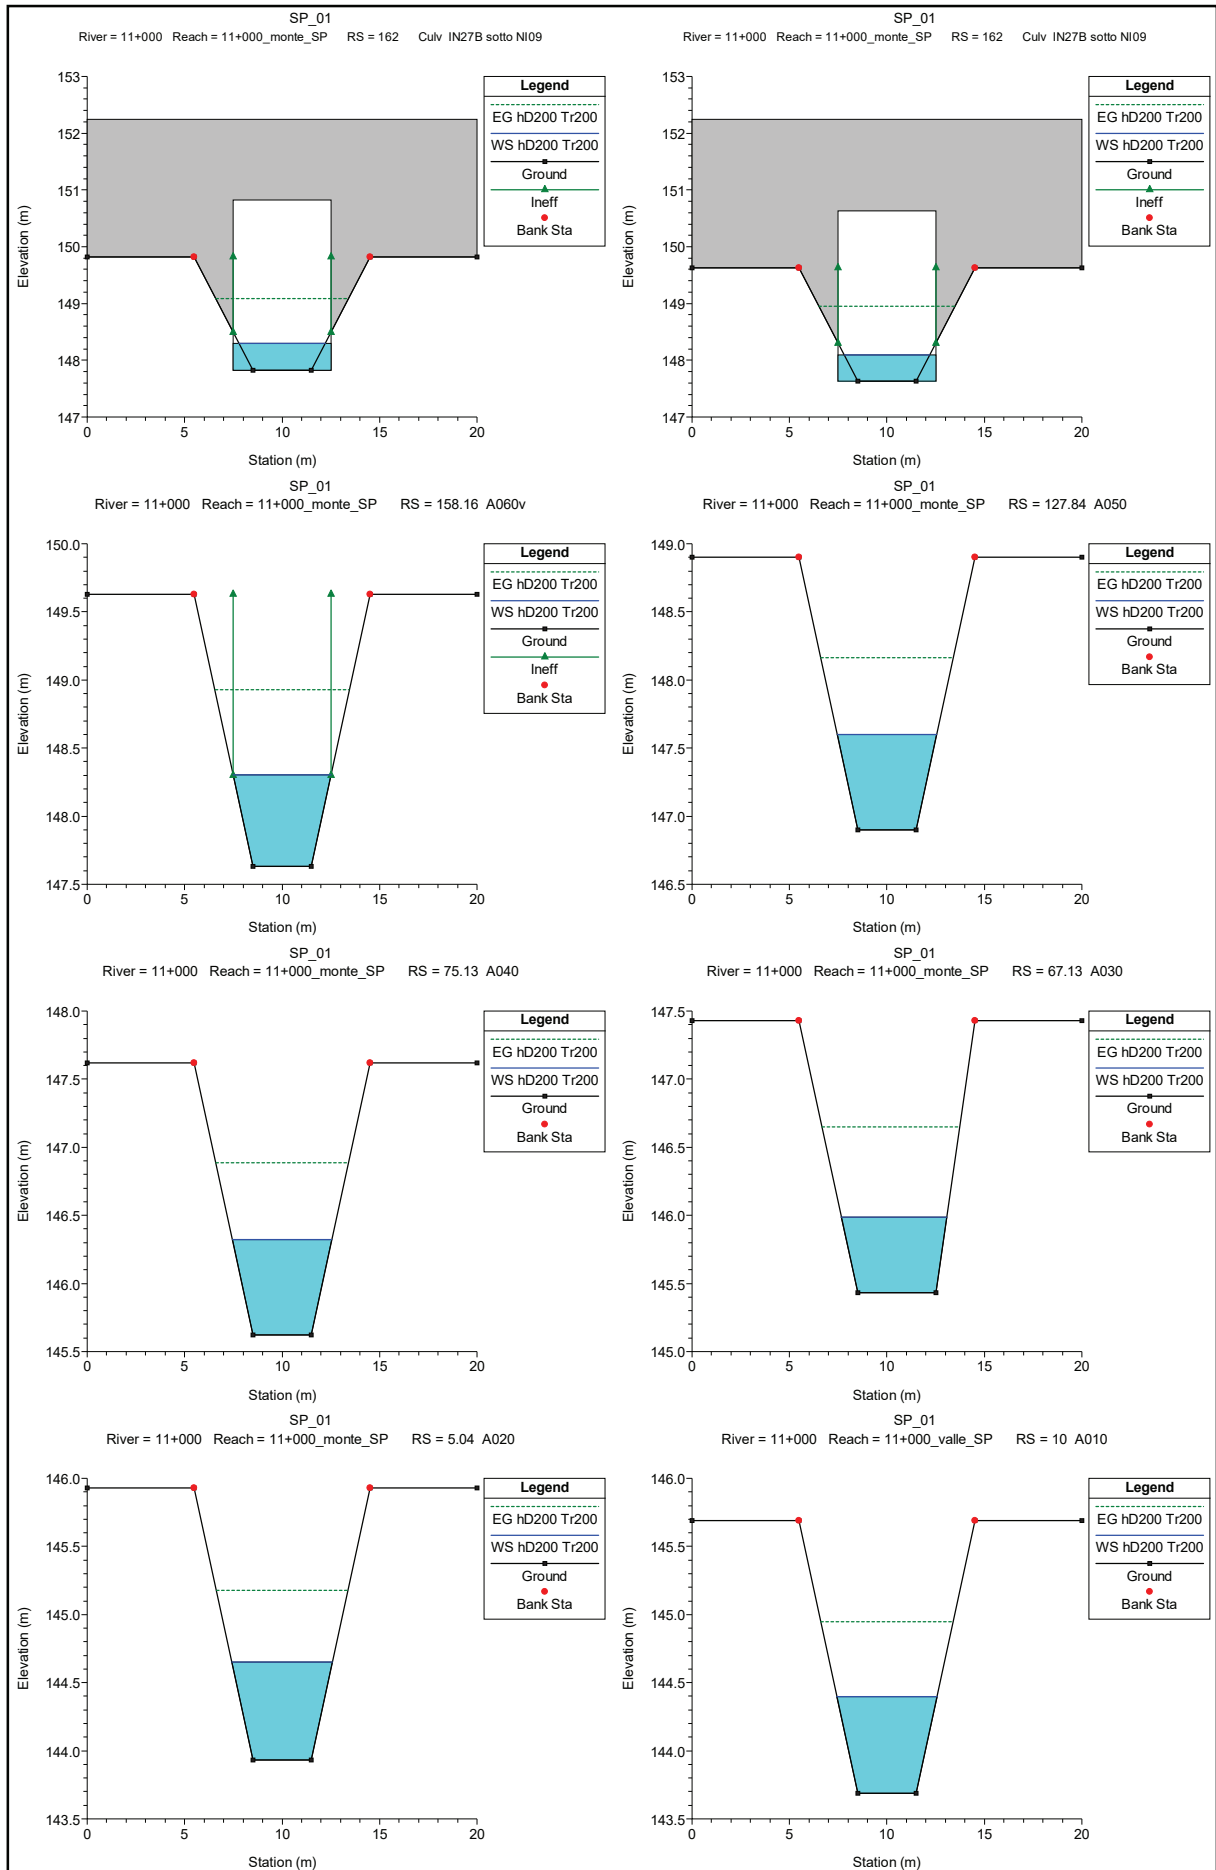 SP_01
River = 11+000 Reach = 11+000_monte_SP RS = 162 Culv IN27B sotto NI09
Elevation (m)
153
152
151
150
149
148
147
0 5 10 15 20
Station (m)
Legend
EG hD200 Tr200
WS hD200 Tr200
Ground
Ineff
Bank Sta
SP_01
River = 11+000 Reach = 11+000_monte_SP RS = 162 Culv IN27B sotto NI09
Elevation (m)
153
152
151
150
149
148
147
0 5 10 15 20
Station (m)
Legend
EG hD200 Tr200
WS hD200 Tr200
Ground
Ineff
Bank Sta
SP_01
River = 11+000 Reach = 11+000_monte_SP RS = 158.16 A060v
Elevation (m)
150.0
149.5
149.0
148.5
148.0
147.5
0 5 10 15 20
Station (m)
Legend
EG hD200 Tr200
WS hD200 Tr200
Ground
Ineff
Bank Sta
SP_01
River = 11+000 Reach = 11+000_monte_SP RS = 127.84 A050
Elevation (m)
149.0
148.5
148.0
147.5
147.0
146.5
0 5 10 15 20
Station (m)
Legend
EG hD200 Tr200
WS hD200 Tr200
Ground
Bank Sta
SP_01
River = 11+000 Reach = 11+000_monte_SP RS = 75.13 A040
Elevation (m)
148.0
147.5
147.0
146.5
146.0
145.5
0 5 10 15 20
Station (m)
Legend
EG hD200 Tr200
WS hD200 Tr200
Ground
Bank Sta
SP_01
River = 11+000 Reach = 11+000_monte_SP RS = 67.13 A030
Elevation (m)
147.5
147.0
146.5
146.0
145.5
145.0
0 5 10 15 20
Station (m)
Legend
EG hD200 Tr200
WS hD200 Tr200
Ground
Bank Sta
SP_01
River = 11+000 Reach = 11+000_monte_SP RS = 5.04 A020
Elevation (m)
146.0
145.5
145.0
144.5
144.0
143.5
0 5 10 15 20
Station (m)
Legend
EG hD200 Tr200
WS hD200 Tr200
Ground
Bank Sta
SP_01
River = 11+000 Reach = 11+000_valle_SP RS = 10 A010
Elevation (m)
146.0
145.5
145.0
144.5
144.0
143.5
0 5 10 15 20
Station (m)
Legend
EG hD200 Tr200
WS hD200 Tr200
Ground
Bank Sta